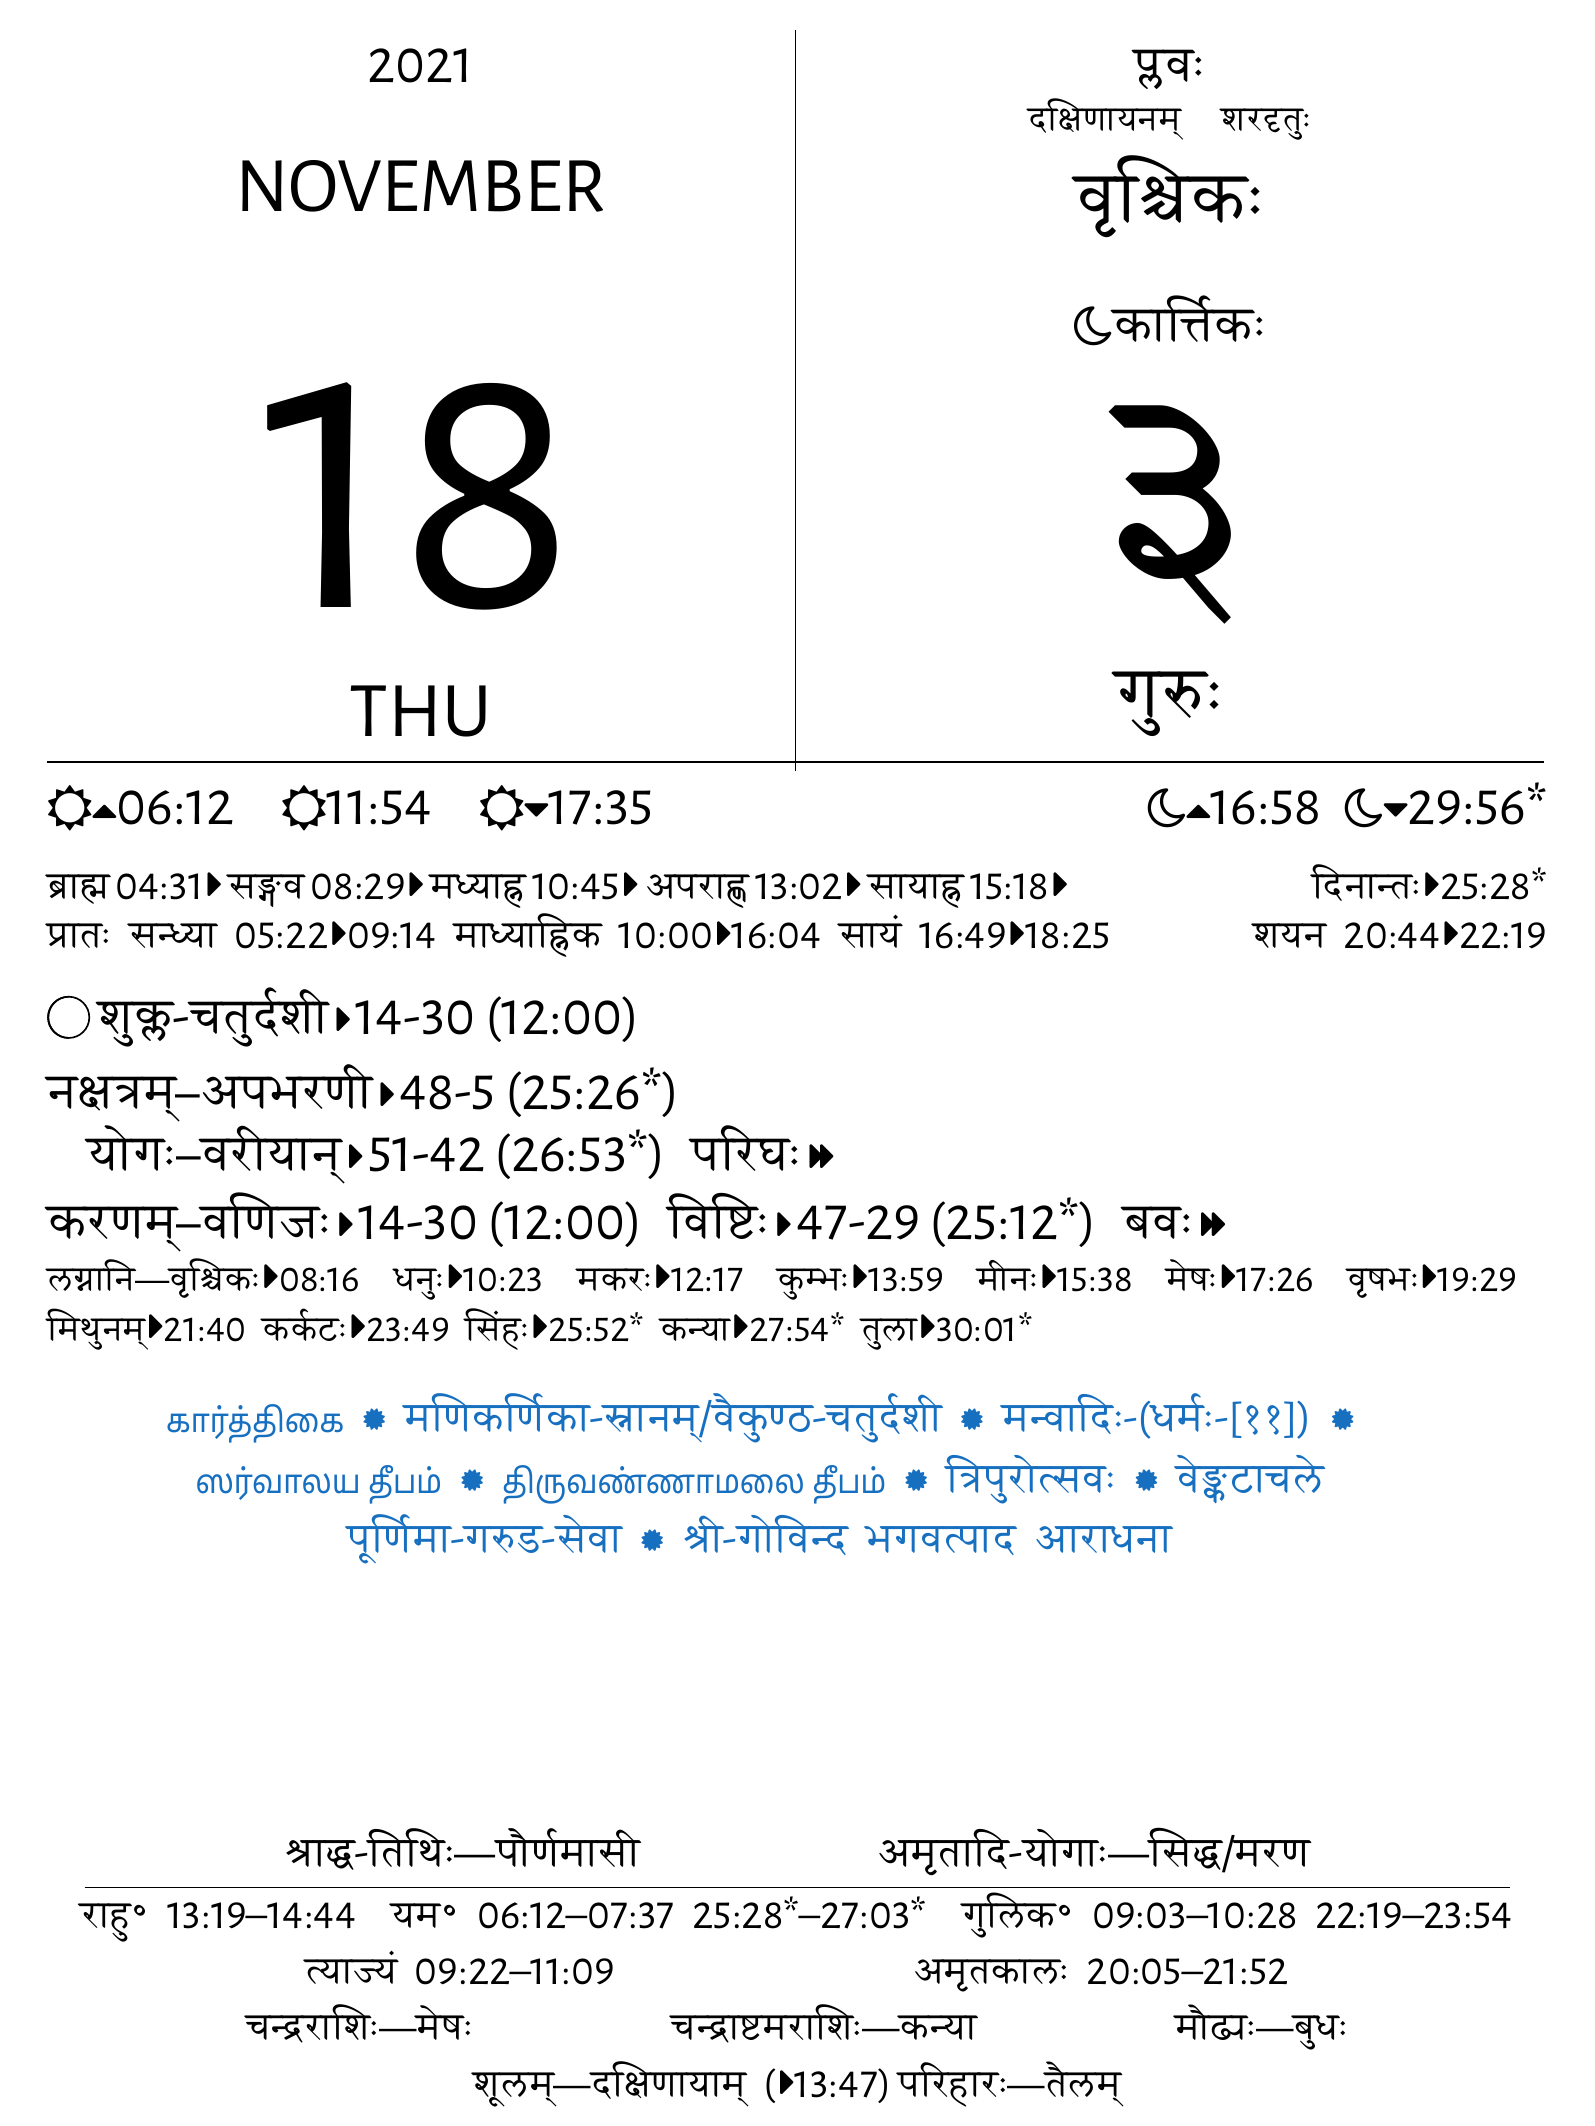 2021
NOVEMBER
18
THU
प्लवः
दक्षिणायनम् शरदृतुः
वृश्चिकः
कार्त्तिकः
३
गुरुः
06:12 11:54 17:35 16:58 29:56*
ब्राह्म 04:31 सङ्गव 08:29 मध्याह्न 10:45 अपराह्ण 13:02 सायाह्न 15:18 दिनान्तः 25:28*
प्रातः सन्ध्या 05:22 09:14 माध्याह्निक 10:00 16:04 सायं 16:49 18:25 शयन 20:44 22:19
शुक्ल-चतुर्दशी 14-30 (12:00)
नक्षत्रम्–अपभरणी 48-5 (25:26*)
योगः–वरीयान् 51-42 (26:53*) परिघः
करणम्–वणिजः 14-30 (12:00) विष्टिः 47-29 (25:12*) बवः
लग्नानि—वृश्चिकः 08:16 धनुः 10:23 मकरः 12:17 कुम्भः 13:59 मीनः 15:38 मेषः 17:26 वृषभः 19:29
मिथुनम् 21:40 कर्कटः 23:49 सिंहः 25:52* कन्या 27:54* तुला 30:01*
கார்த்திகை ✹ मणिकर्णिका-स्नानम्/वैकुण्ठ-चतुर्दशी ✹ मन्वादिः-(धर्मः-[११]) ✹
ஸர்வாலய தீபம் ✹ திருவண்ணாமலை தீபம் ✹ त्रिपुरोत्सवः ✹ वेङ्कटाचले
पूर्णिमा-गरुड-सेवा ✹ श्री-गोविन्द भगवत्पाद आराधना
श्राद्ध-तिथिः—पौर्णमासी अमृतादि-योगाः—सिद्ध/मरण
राहु॰ 13:19–14:44 यम॰ 06:12–07:37 25:28*–27:03* गुलिक॰ 09:03–10:28 22:19–23:54
त्याज्यं 09:22–11:09 अमृतकालः 20:05–21:52
चन्द्रराशिः—मेषः चन्द्राष्टमराशिः—कन्या मौढ्यः—बुधः
शूलम्—दक्षिणायाम् (13:47) परिहारः—तैलम्